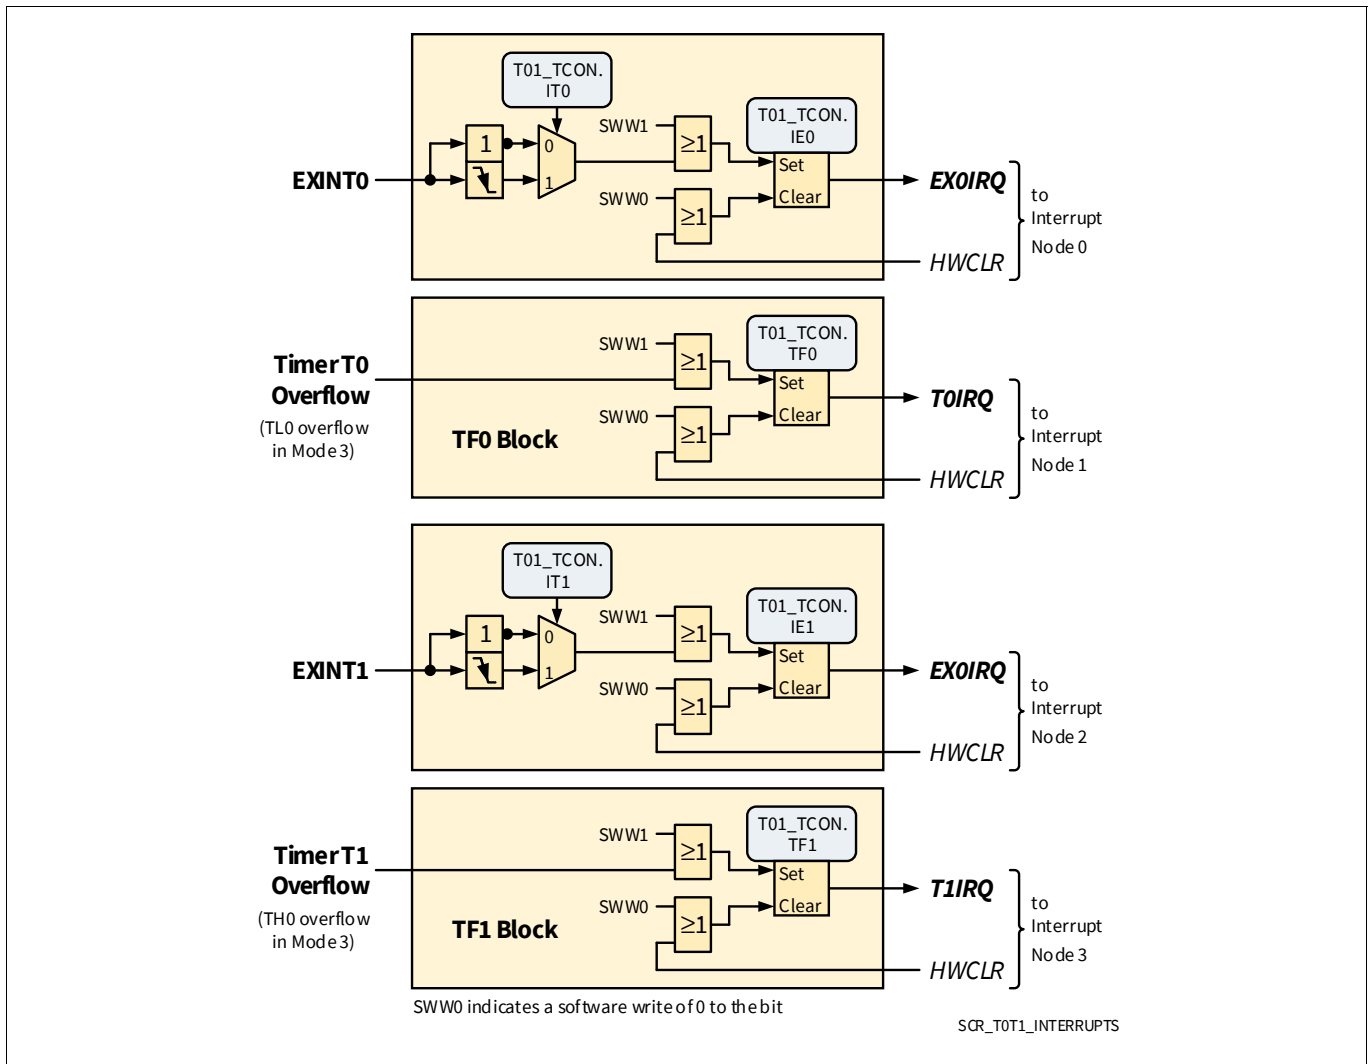 T01_TCON.
IT0
T01_TCON.
IE0
SWW1
≥1
1
0
1
Set
Clear
EXINT0
SWW0
≥1
EX0IRQ
HWCLR
to
Interrupt
Node 0
Timer T0
Overflow
(TL0 overflow
in Mode 3)
TF0 Block
SWW1
≥1
T01_TCON.
TF0
Set
Clear
SWW0
≥1
T0IRQ
HWCLR
to
Interrupt
Node 1
T01_TCON.
IT1
T01_TCON.
IE1
SWW1
≥1
1
0
1
Set
Clear
EXINT1
SWW0
≥1
EX0IRQ
HWCLR
to
Interrupt
Node 2
Timer T1
Overflow
(TH0 overflow
in Mode 3)
TF1 Block
SWW1
≥1
T01_TCON.
TF1
Set
Clear
SWW0
≥1
T1IRQ
HWCLR
to
Interrupt
Node 3
SWW0 indicates a software write of 0 to the bit
SCR_T0T1_INTERRUPTS